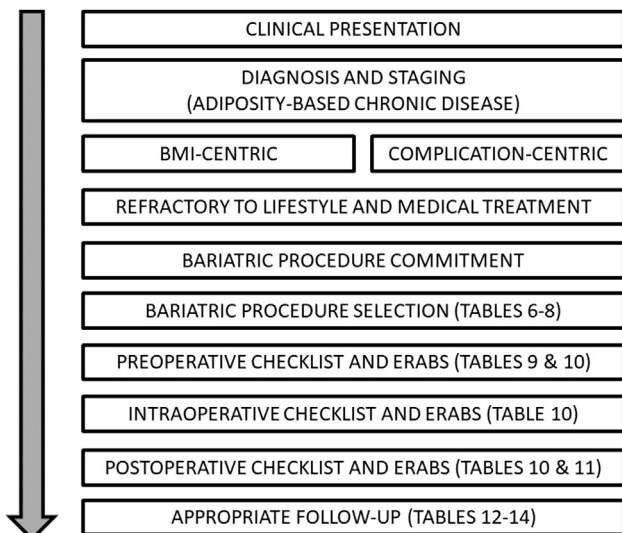 CLINICAL PRESENTATION
DIAGNOSIS AND STAGING
(ADIPOSITY-BASED CHRONIC DISEASE)
BMI-CENTRIC
COMPLICATION-CENTRIC
REFRACTORY TO LIFESTYLE AND MEDICAL TREATMENT
BARIATRIC PROCEDURE COMMITMENT
BARIATRIC PROCEDURE SELECTION (TABLES 6-8)
PREOPERATIVE CHECKLIST AND ERABS (TABLES 9 & 10)
INTRAOPERATIVE CHECKLIST AND ERABS (TABLE 10)
POSTOPERATIVE CHECKLIST AND ERABS (TABLES 10 & 11)
APPROPRIATE FOLLOW-UP (TABLES 12-14)